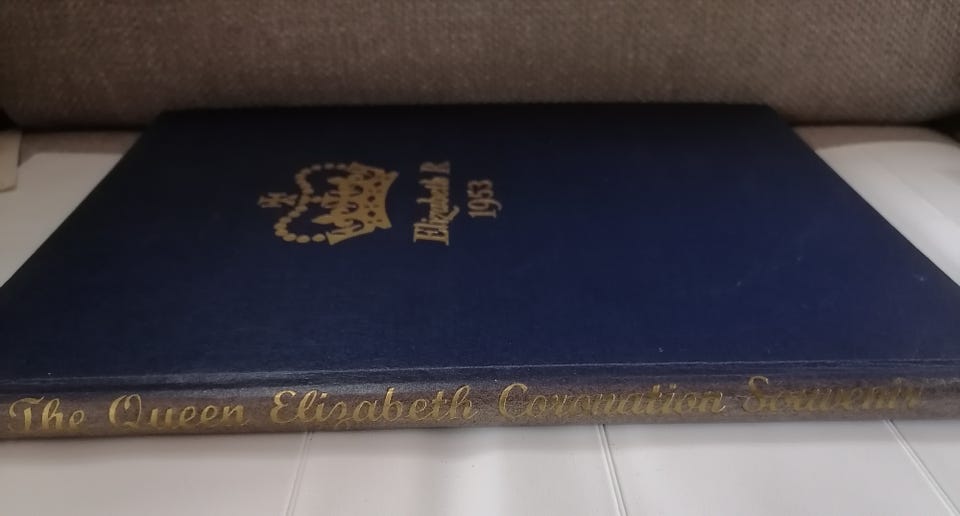 Elizabeth R
1953
The Queen Elizabeth Coronation Souvenir